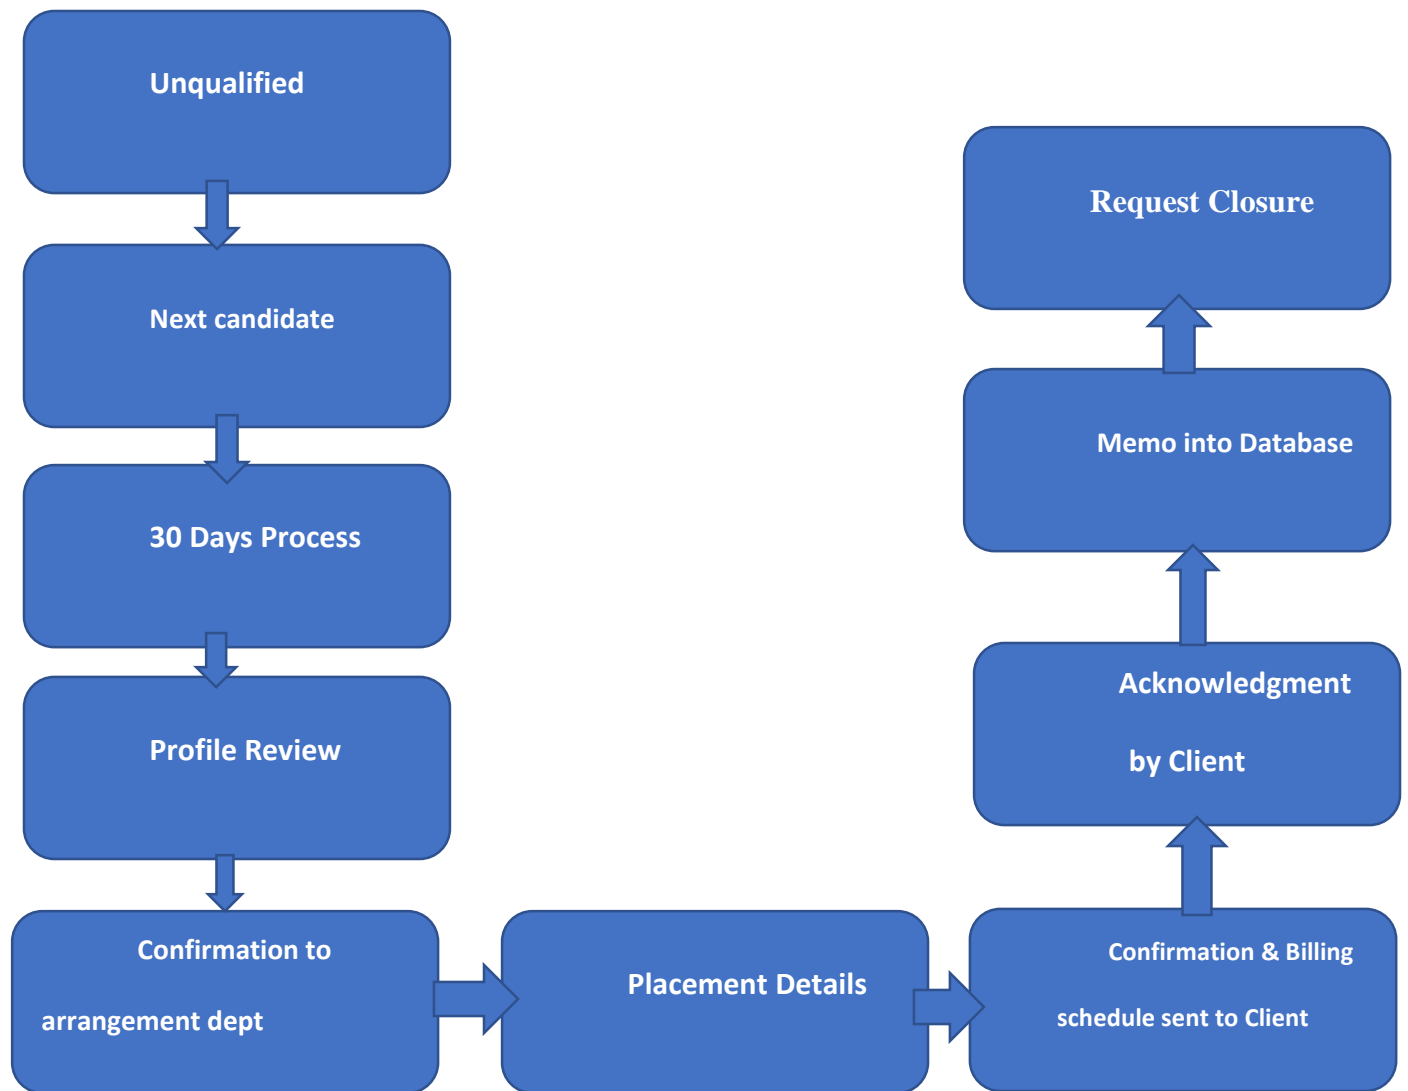 Unqualified
Next candidate
30 Days Process
Profile Review
Confirmation to
arrangement dept
Placement Details
Confirmation & Billing
schedule sent to Client
Acknowledgment
by Client
Memo into Database
Request Closure